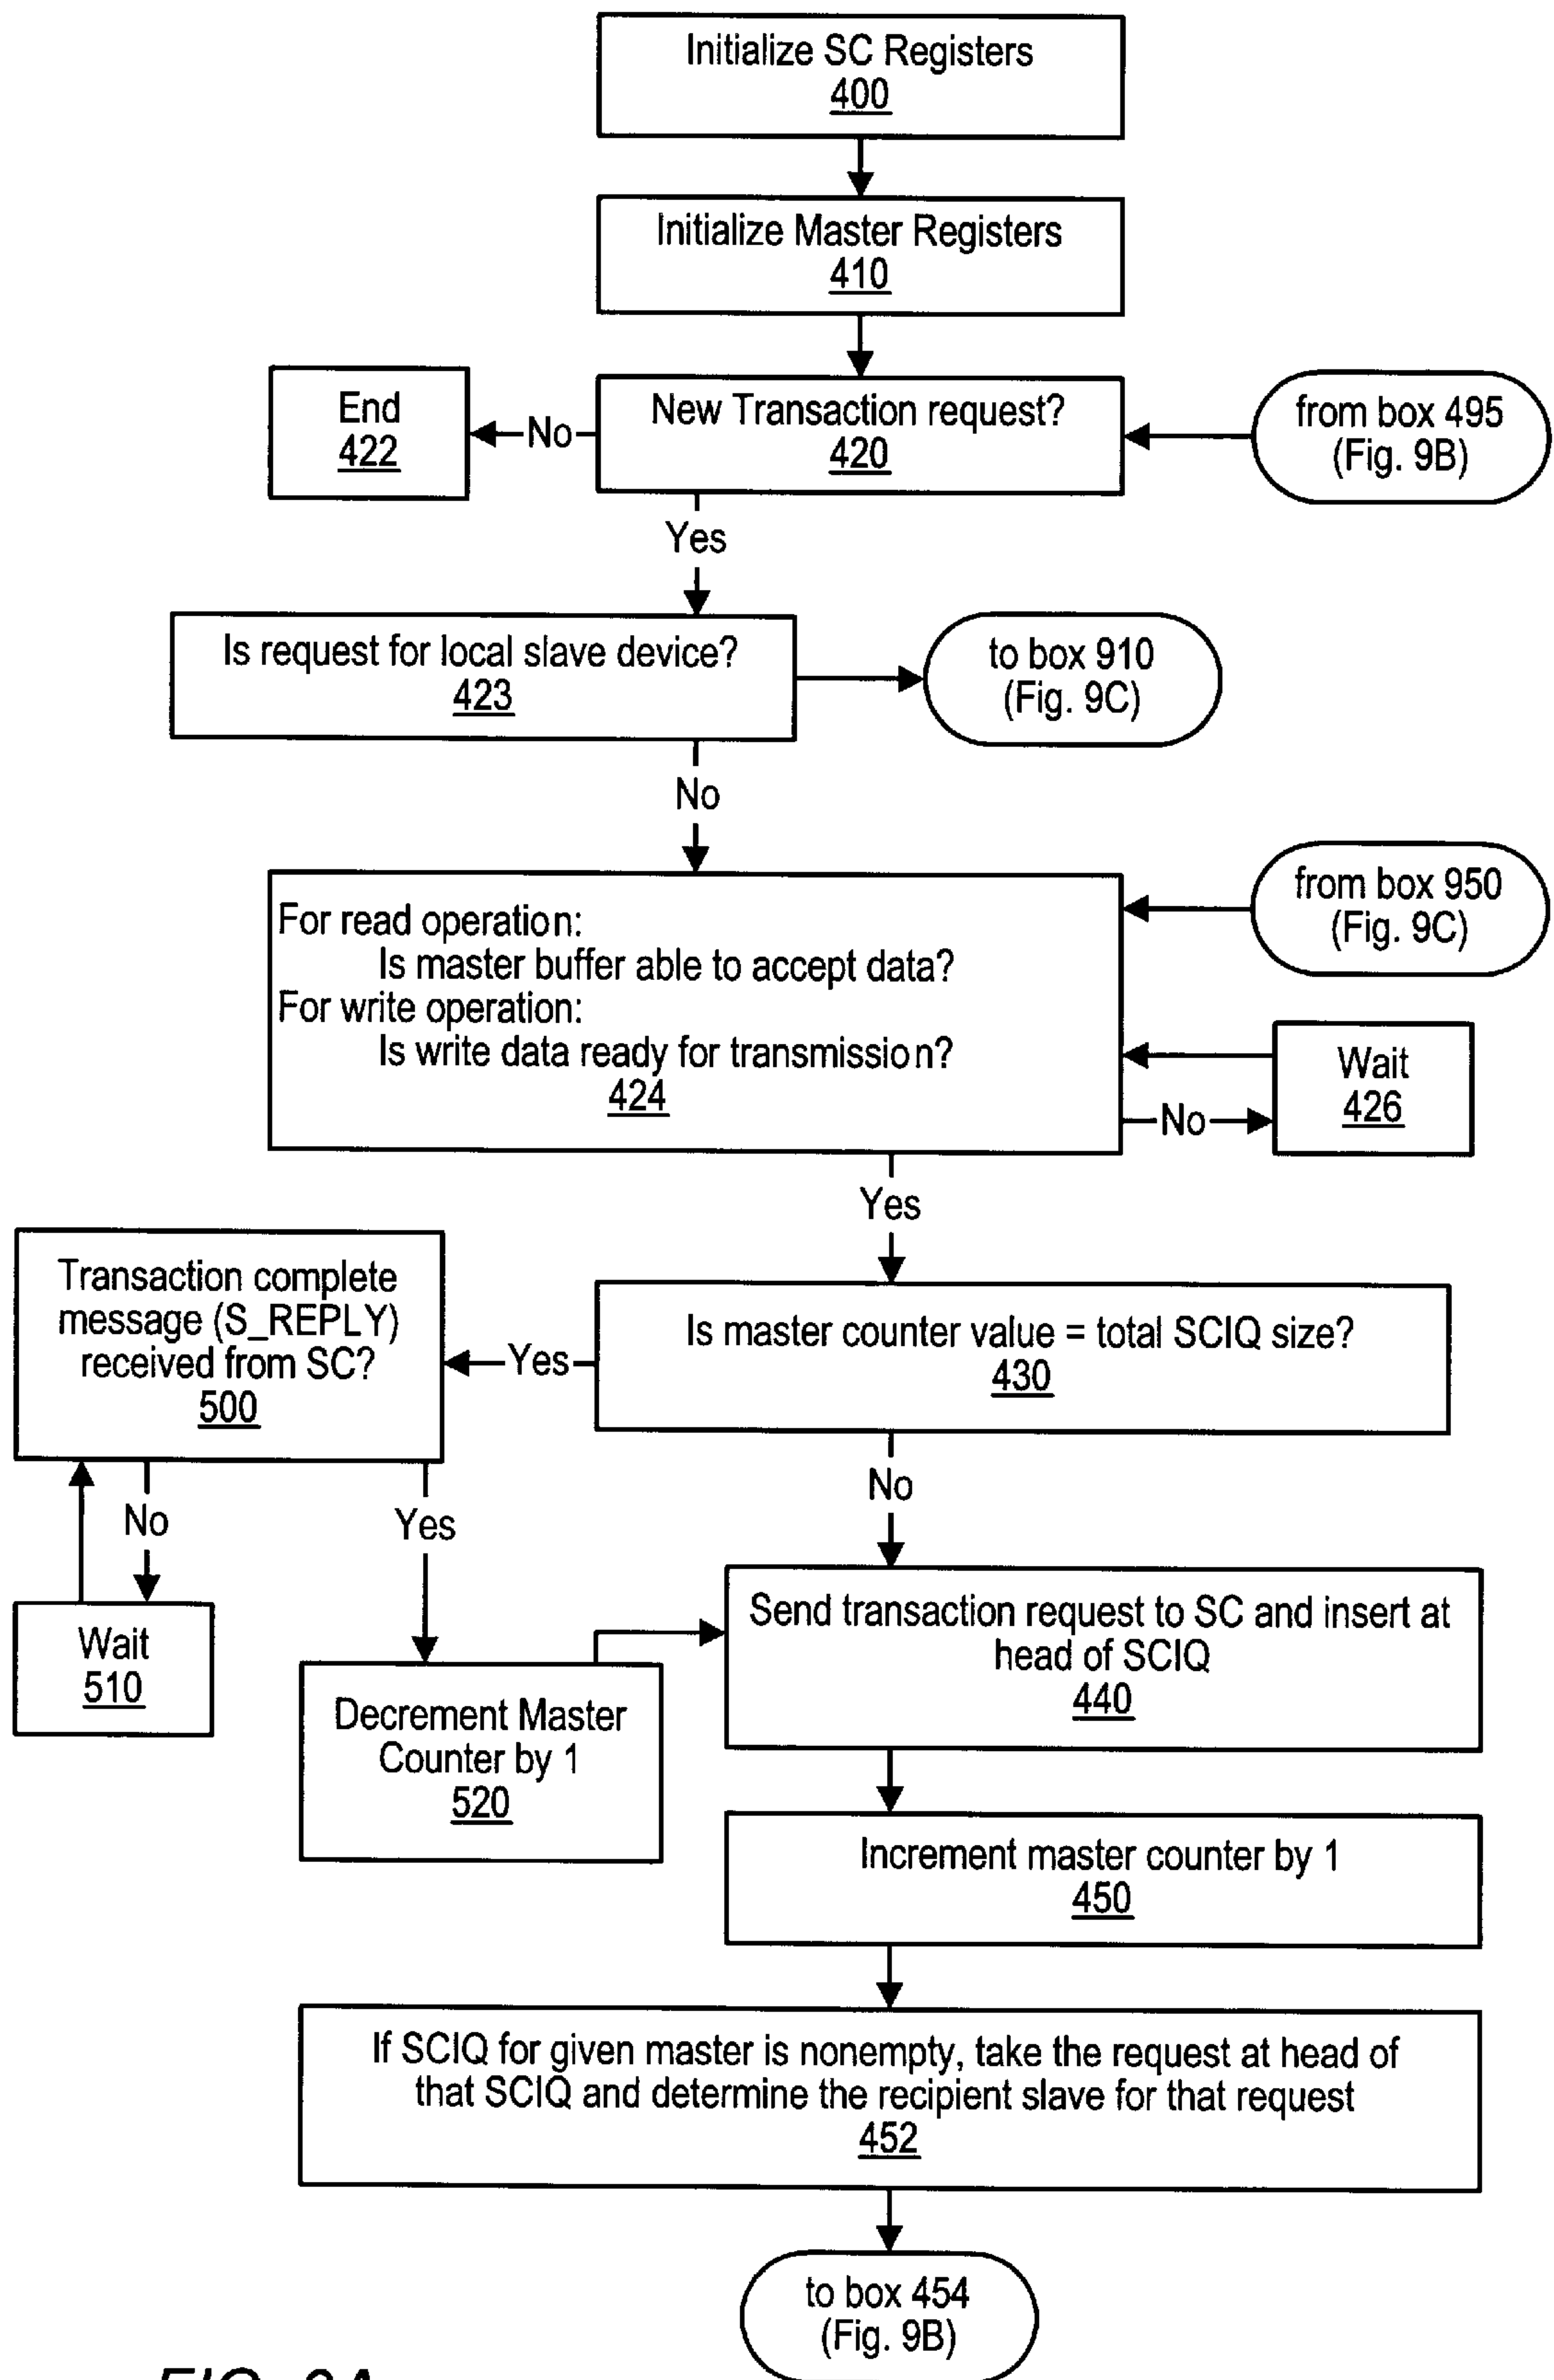 Initialize SC Registers
400
Initialize Master Registers
410
End
422
No
New Transaction request?
420
from box 495
(Fig. 9B)
Yes
Is request for local slave device?
423
to box 910
(Fig. 9C)
No
For read operation:
Is master buffer able to accept data?
For write operation:
Is write data ready for transmission?
424
from box 950
(Fig. 9C)
Wait
426
No
Yes
Transaction complete
message (S_REPLY)
received from SC?
500
Yes
Is master counter value = total SCIQ size?
430
No
Yes
No
Wait
510
Decrement Master
Counter by 1
520
Send transaction request to SC and insert at
head of SCIQ
440
Increment master counter by 1
450
If SCIQ for given master is nonempty, take the request at head of
that SCIQ and determine the recipient slave for that request
452
to box 454
(Fig. 9B)